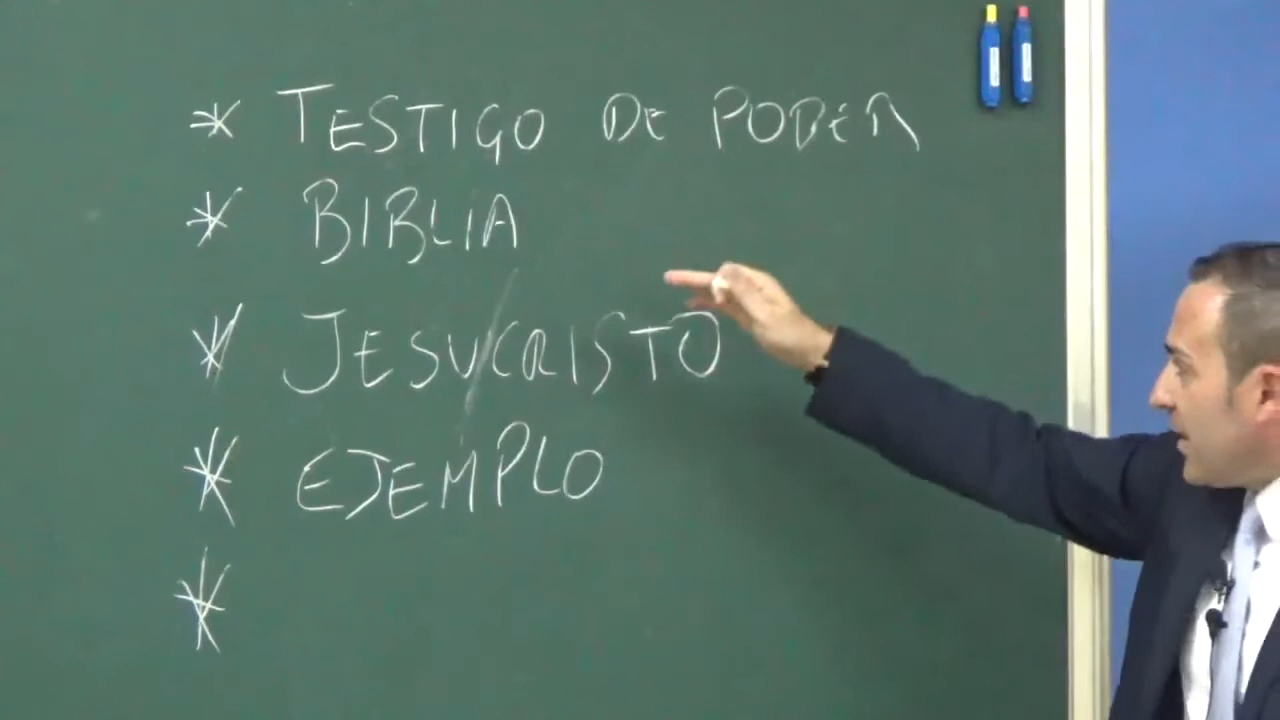 * TESTIGO DE PODER
* BIBLIA
* JESUCRISTO
* EJEMPLO
*